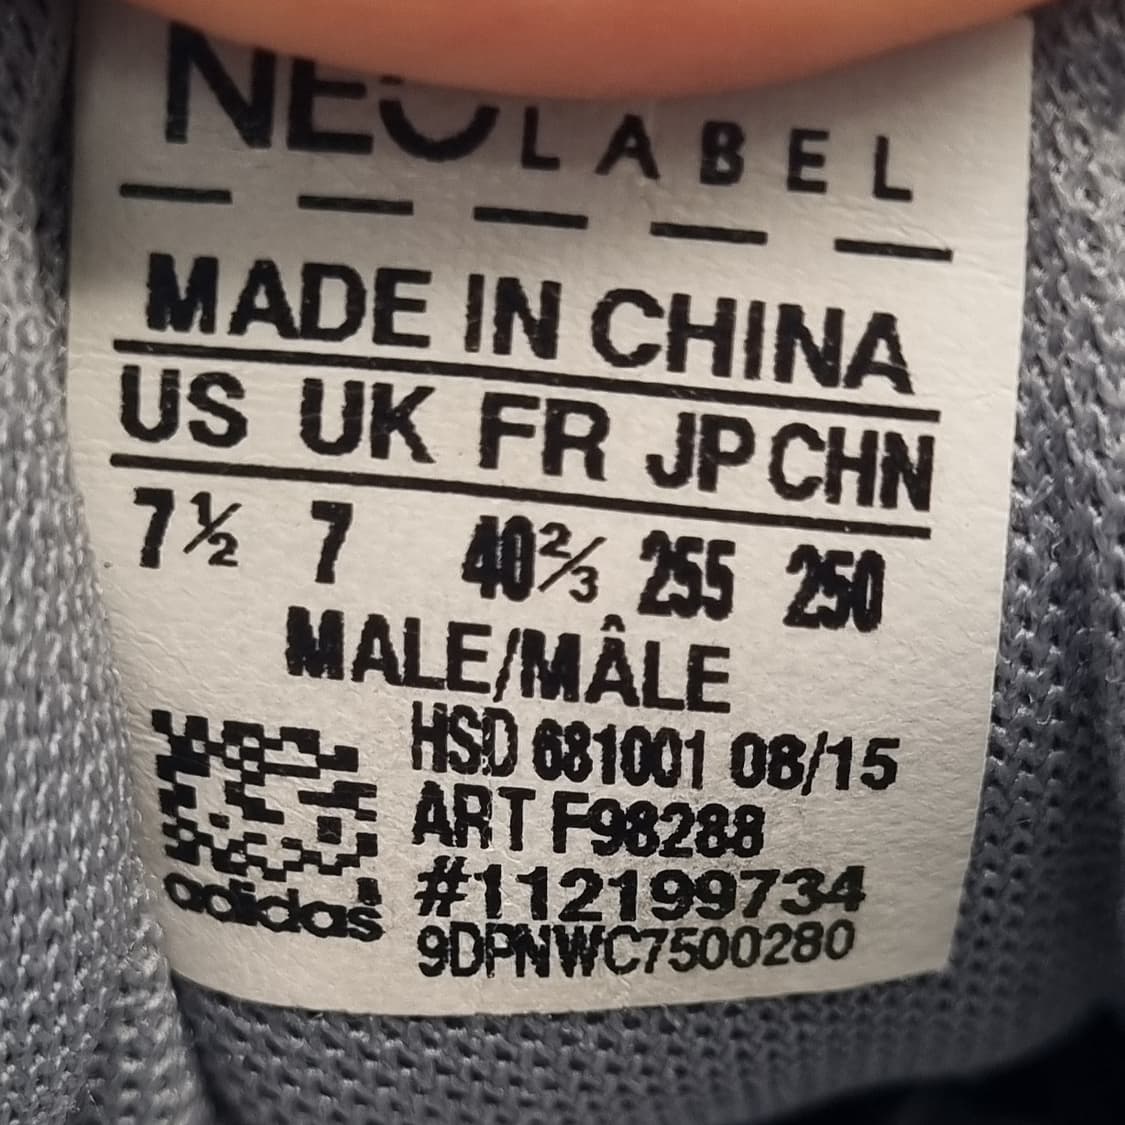 NEO LABEL
MADE IN CHINA
US UK FR JP CHN
7½ 7 40⅔ 255 250
MALE/MÂLE
HSD 681001 08/15
ART F98288
#112199734
9DPNWC7500280
adidas